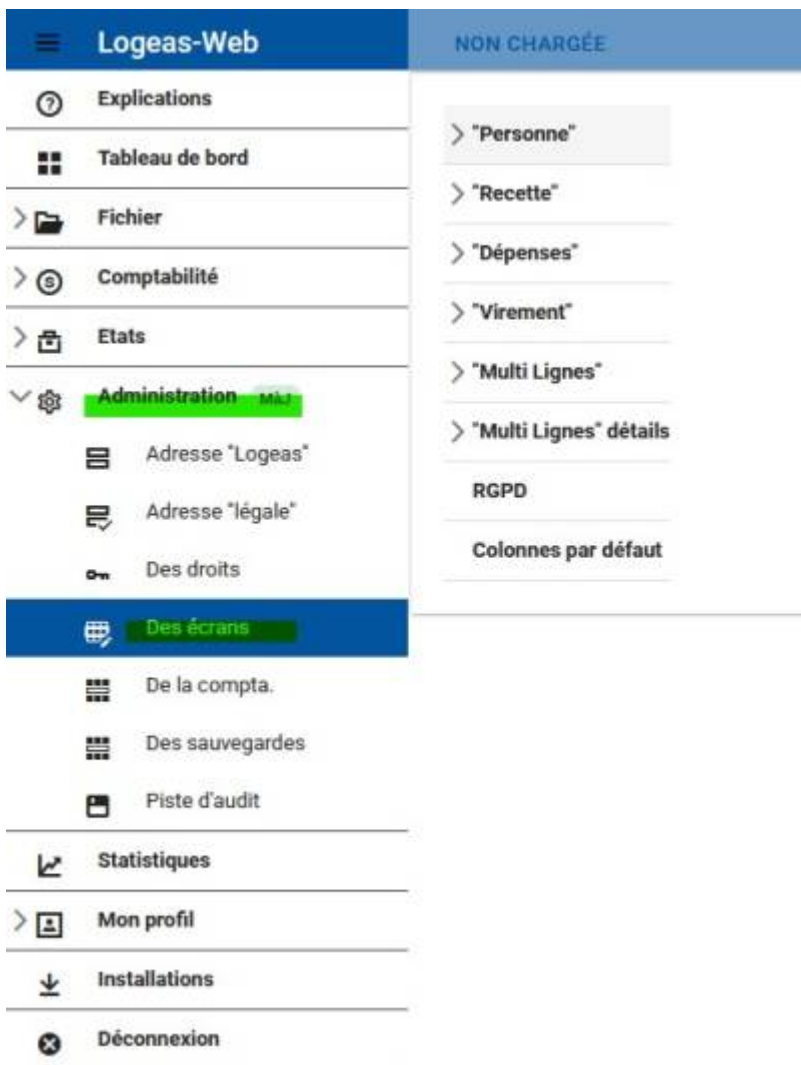 Logeas-Web
Explications
Tableau de bord
Fichier
Comptabilité
Etats
Administration MàJ
Adresse "Logeas"
Adresse "légale"
Des droits
Des écrans
De la compta.
Des sauvegardes
Piste d'audit
Statistiques
Mon profil
Installations
Déconnexion
NON CHARGÉE
"Personne"
"Recette"
"Dépenses"
"Virement"
"Multi Lignes"
"Multi Lignes" détails
RGPD
Colonnes par défaut